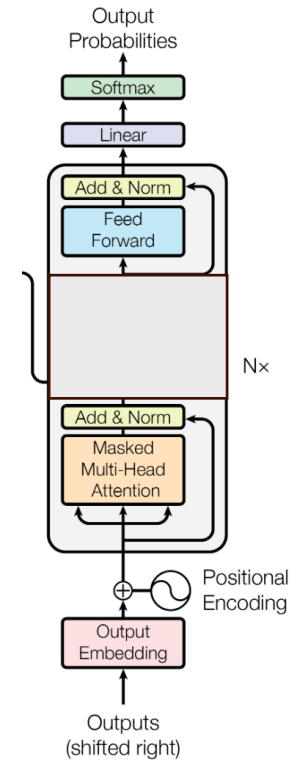 Output
Probabilities
Softmax
Linear
Add & Norm
Feed
Forward
N×
Add & Norm
Masked
Multi-Head
Attention
Positional
Encoding
Output
Embedding
Outputs
(shifted right)